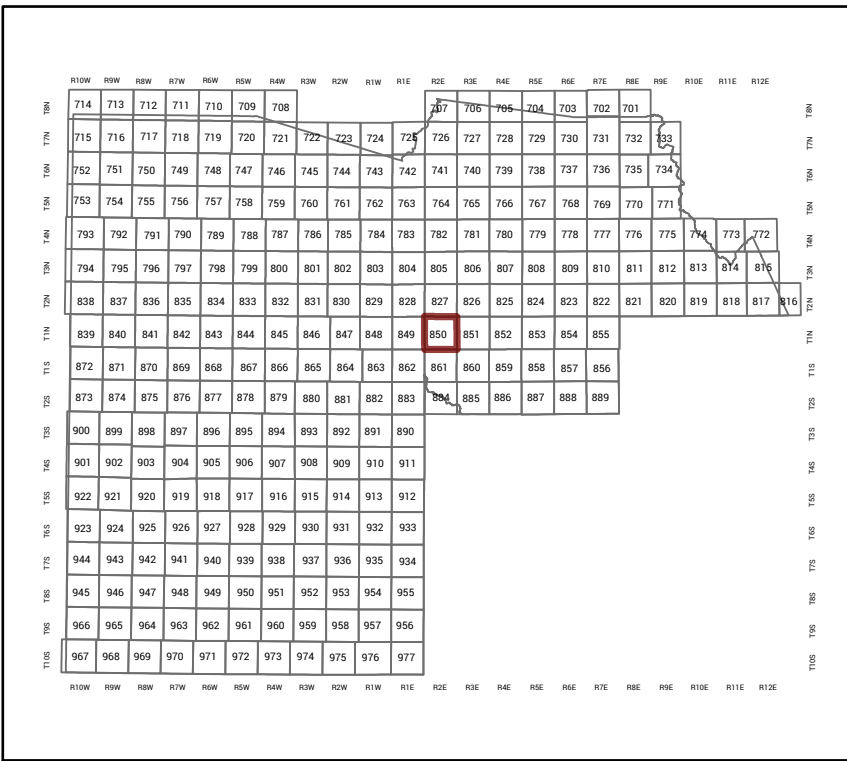 R10W R9W R8W R7W R6W R5W R4W R3W R2W R1W R1E R2E R3E R4E R5E R6E R7E R8E R9E R10E R11E R12E
T8N 714 713 712 711 710 709 708 707 706 705 704 703 702 701 T8N
T7N 715 716 717 718 719 720 721 722 723 724 725 726 727 728 729 730 731 732 733 T7N
T6N 752 751 750 749 748 747 746 745 744 743 742 741 740 739 738 737 736 735 734 T6N
T5N 753 754 755 756 757 758 759 760 761 762 763 764 765 766 767 768 769 770 771 T5N
T4N 793 792 791 790 789 788 787 786 785 784 783 782 781 780 779 778 777 776 775 774 773 772 T4N
T3N 794 795 796 797 798 799 800 801 802 803 804 805 806 807 808 809 810 811 812 813 814 815 T3N
T2N 838 837 836 835 834 833 832 831 830 829 828 827 826 825 824 823 822 821 820 819 818 817 816 T2N
T1N 839 840 841 842 843 844 845 846 847 848 849 850 851 852 853 854 855 T1N
T1S 872 871 870 869 868 867 866 865 864 863 862 861 860 859 858 857 856 T1S
T2S 873 874 875 876 877 878 879 880 881 882 883 884 885 886 887 888 889 T2S
T3S 900 899 898 897 896 895 894 893 892 891 890 T3S
T4S 901 902 903 904 905 906 907 908 909 910 911 T4S
T5S 922 921 920 919 918 917 916 915 914 913 912 T5S
T6S 923 924 925 926 927 928 929 930 931 932 933 T6S
T7S 944 943 942 941 940 939 938 937 936 935 934 T7S
T8S 945 946 947 948 949 950 951 952 953 954 955 T8S
T9S 966 965 964 963 962 961 960 959 958 957 956 T9S
T10S 967 968 969 970 971 972 973 974 975 976 977 T10S
R10W R9W R8W R7W R6W R5W R4W R3W R2W R1W R1E R2E R3E R4E R5E R6E R7E R8E R9E R10E R11E R12E